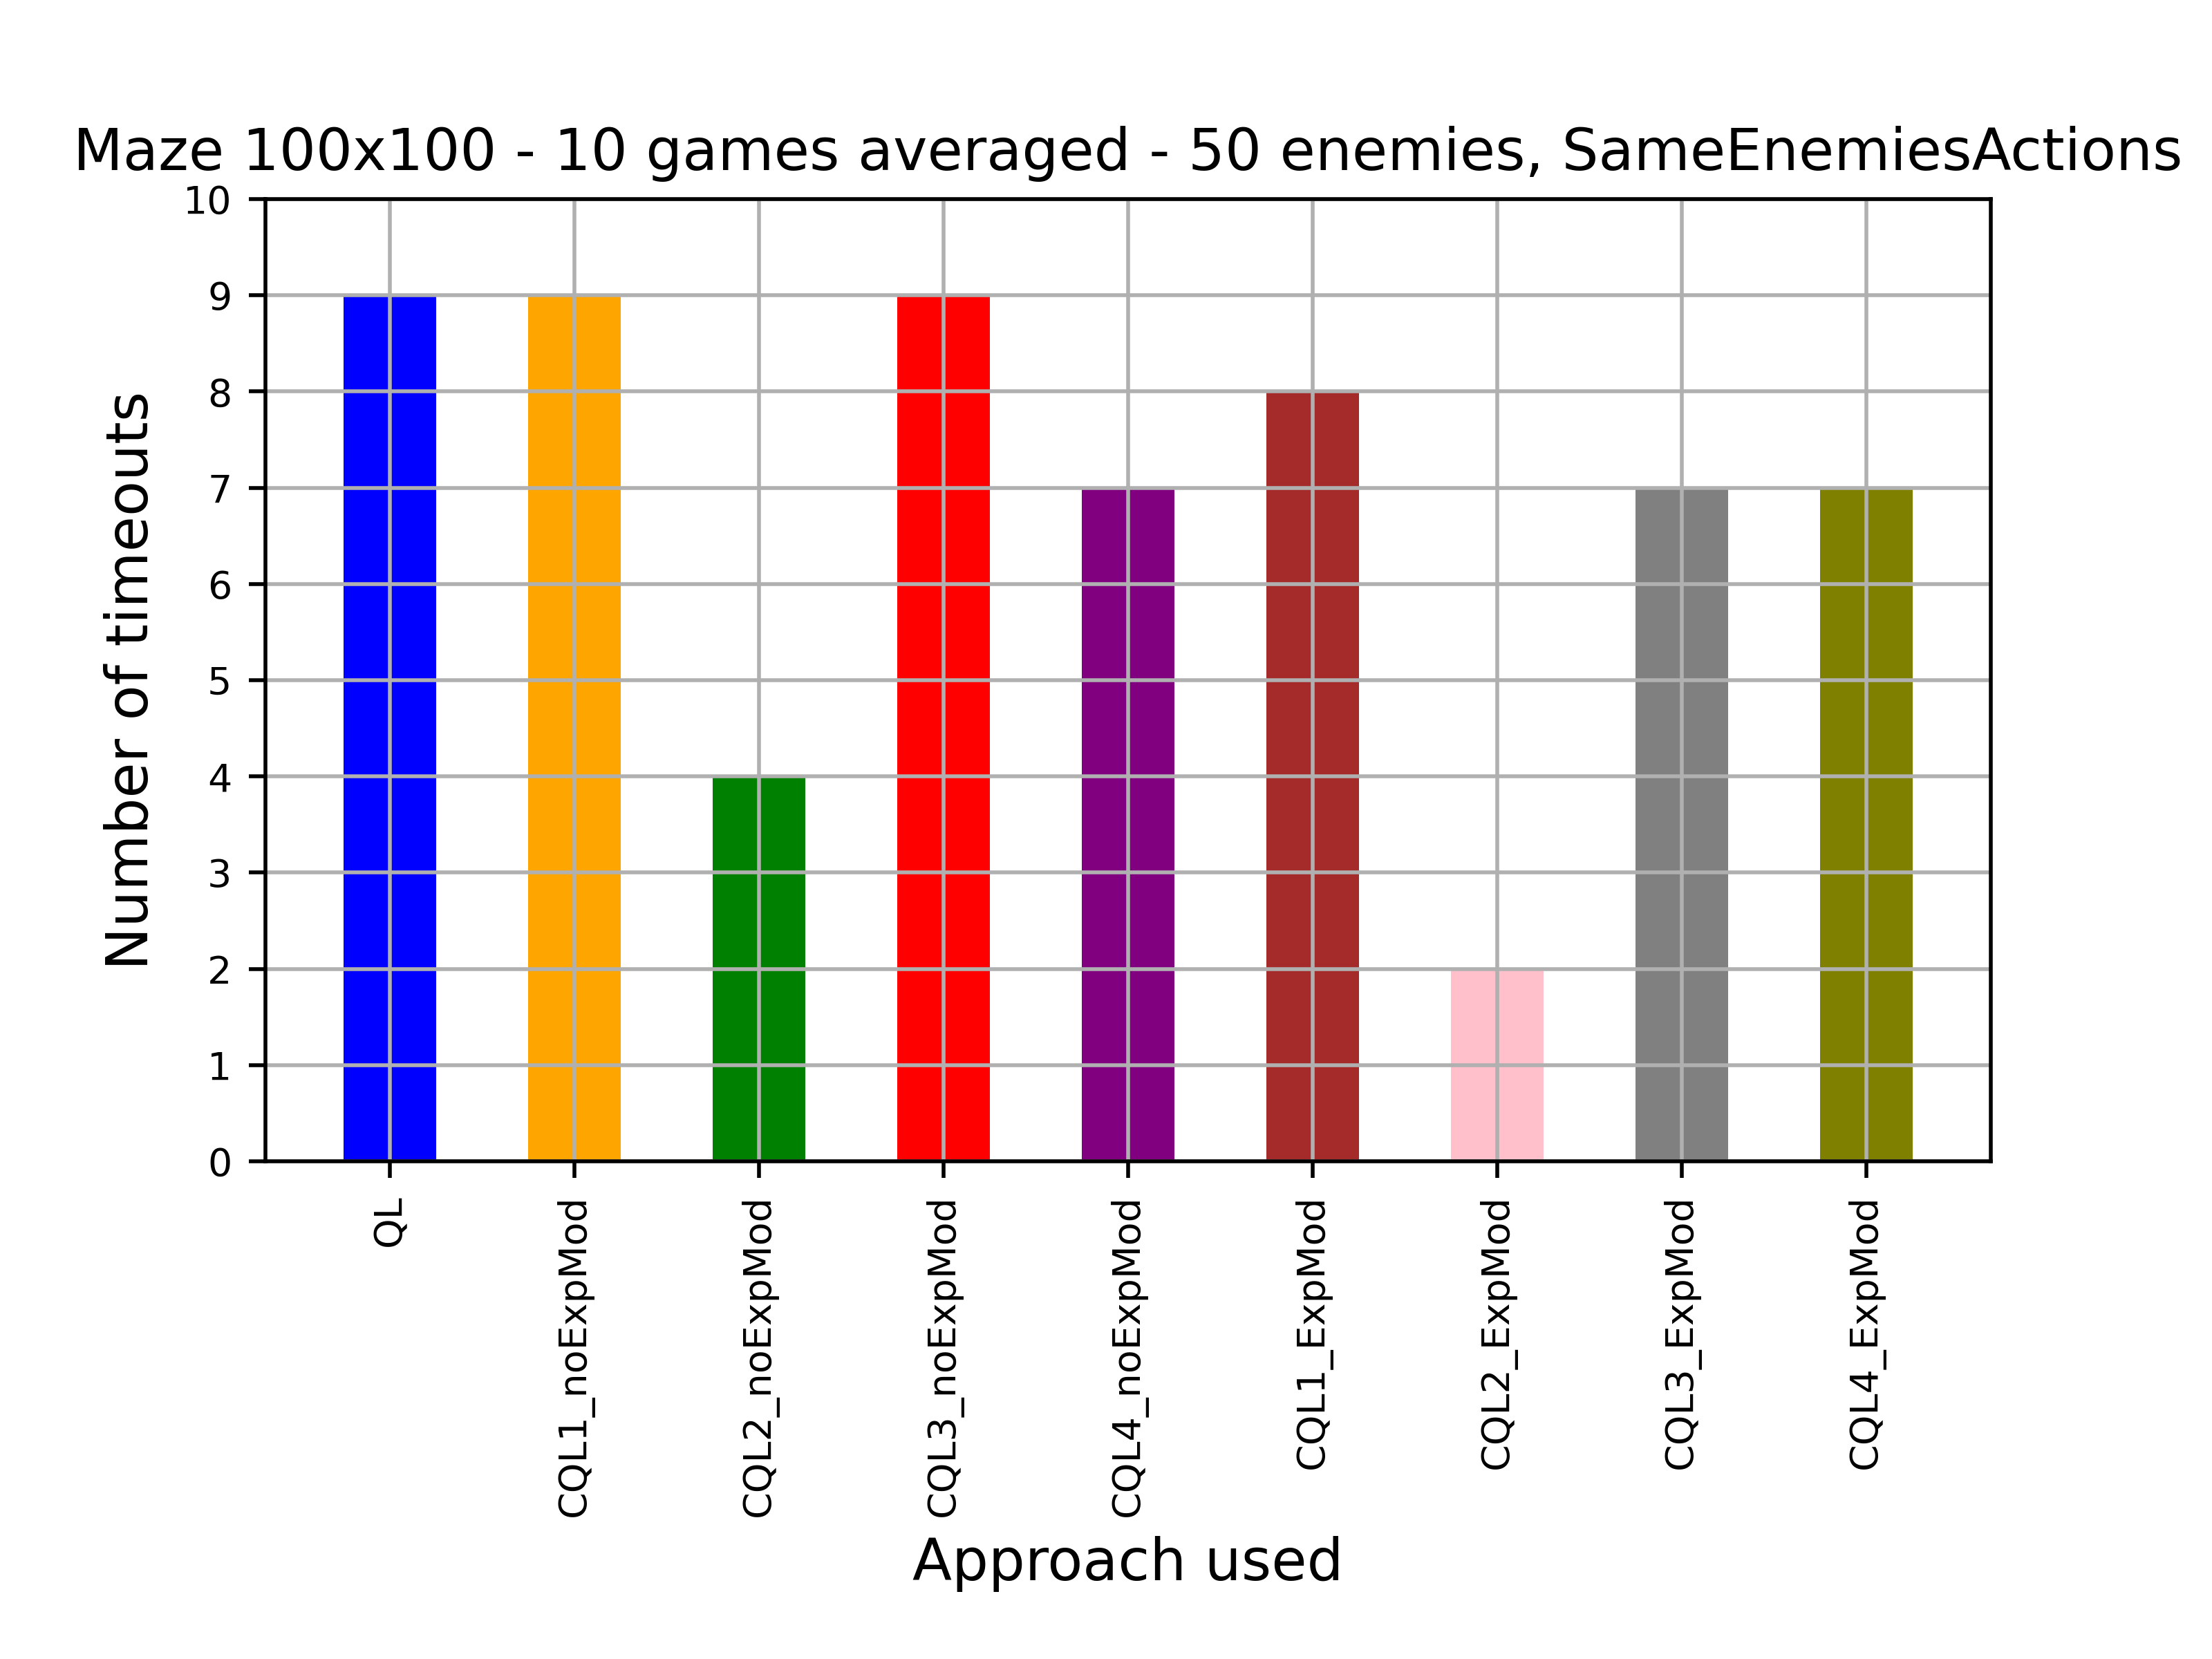 Maze 100x100 - 10 games averaged - 50 enemies, SameEnemiesActions
10
9
8
7
6
5
4
3
2
1
0
Number of timeouts
QL
CQL1_noExpMod
CQL2_noExpMod
CQL3_noExpMod
CQL4_noExpMod
CQL1_ExpMod
CQL2_ExpMod
CQL3_ExpMod
CQL4_ExpMod
Approach used